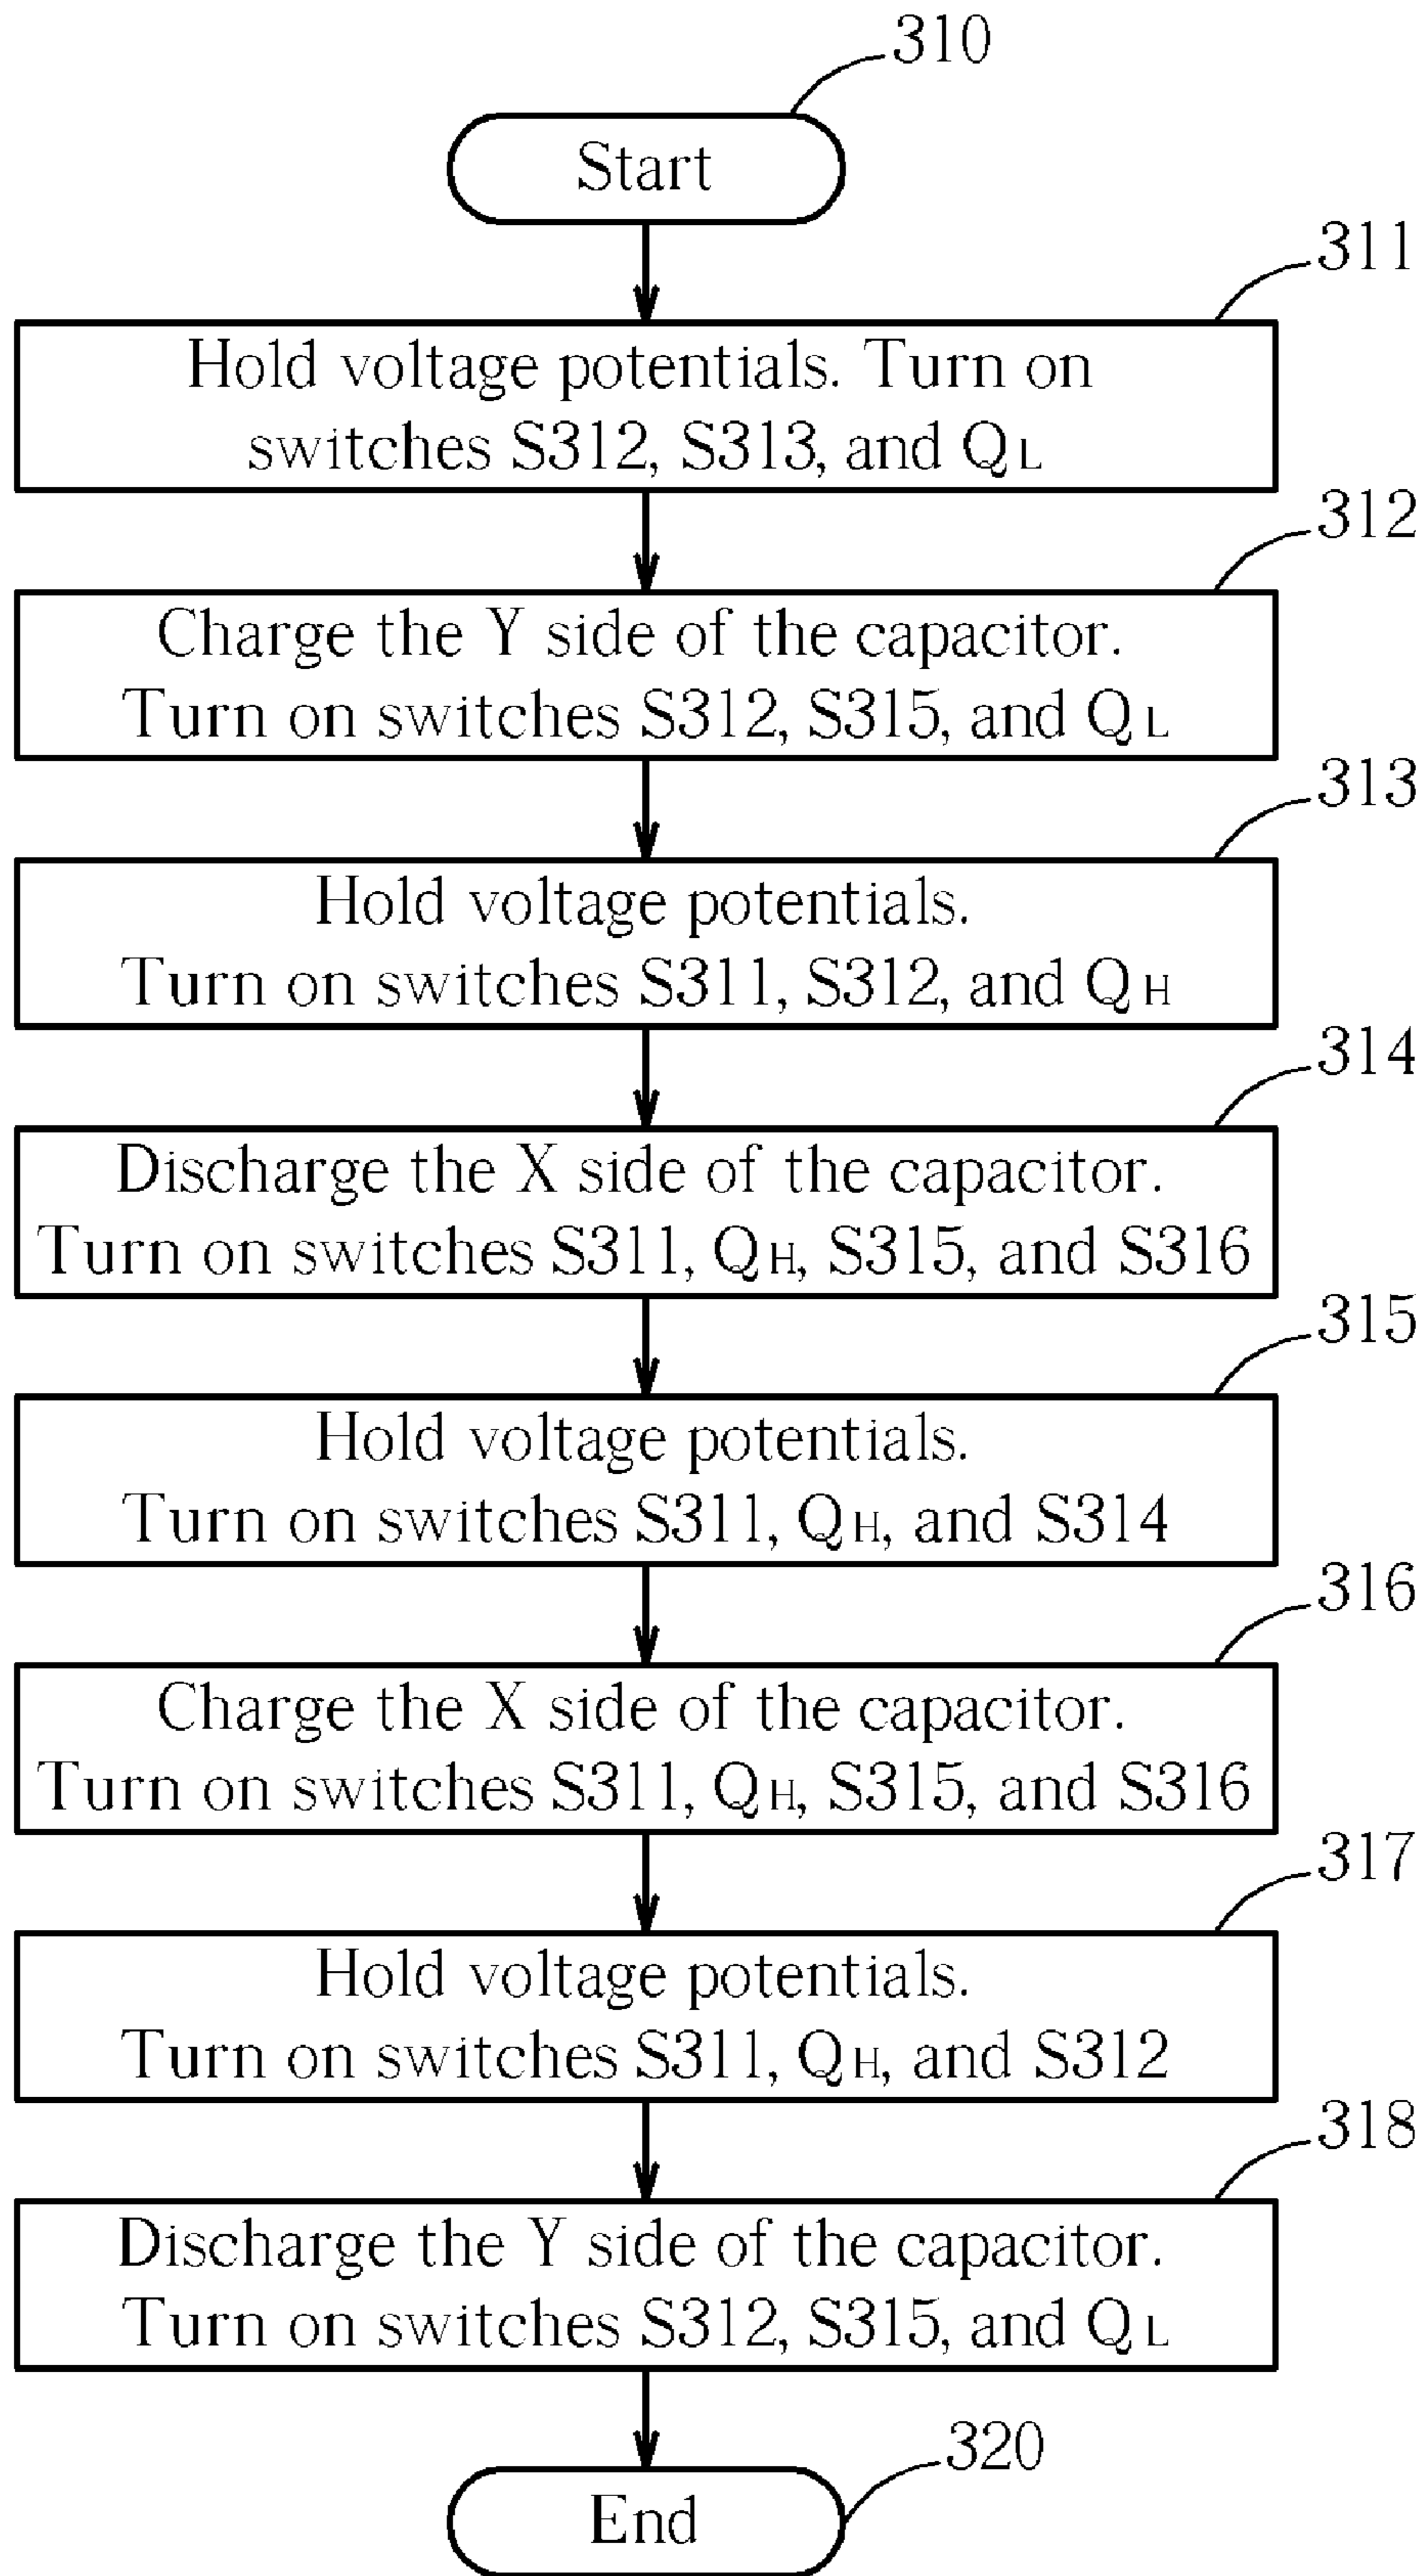 310
Start
311
Hold voltage potentials. Turn on
switches S312, S313, and QL
312
Charge the Y side of the capacitor.
Turn on switches S312, S315, and QL
313
Hold voltage potentials.
Turn on switches S311, S312, and QH
314
Discharge the X side of the capacitor.
Turn on switches S311, QH, S315, and S316
315
Hold voltage potentials.
Turn on switches S311, QH, and S314
316
Charge the X side of the capacitor.
Turn on switches S311, QH, S315, and S316
317
Hold voltage potentials.
Turn on switches S311, QH, and S312
318
Discharge the Y side of the capacitor.
Turn on switches S312, S315, and QL
320
End